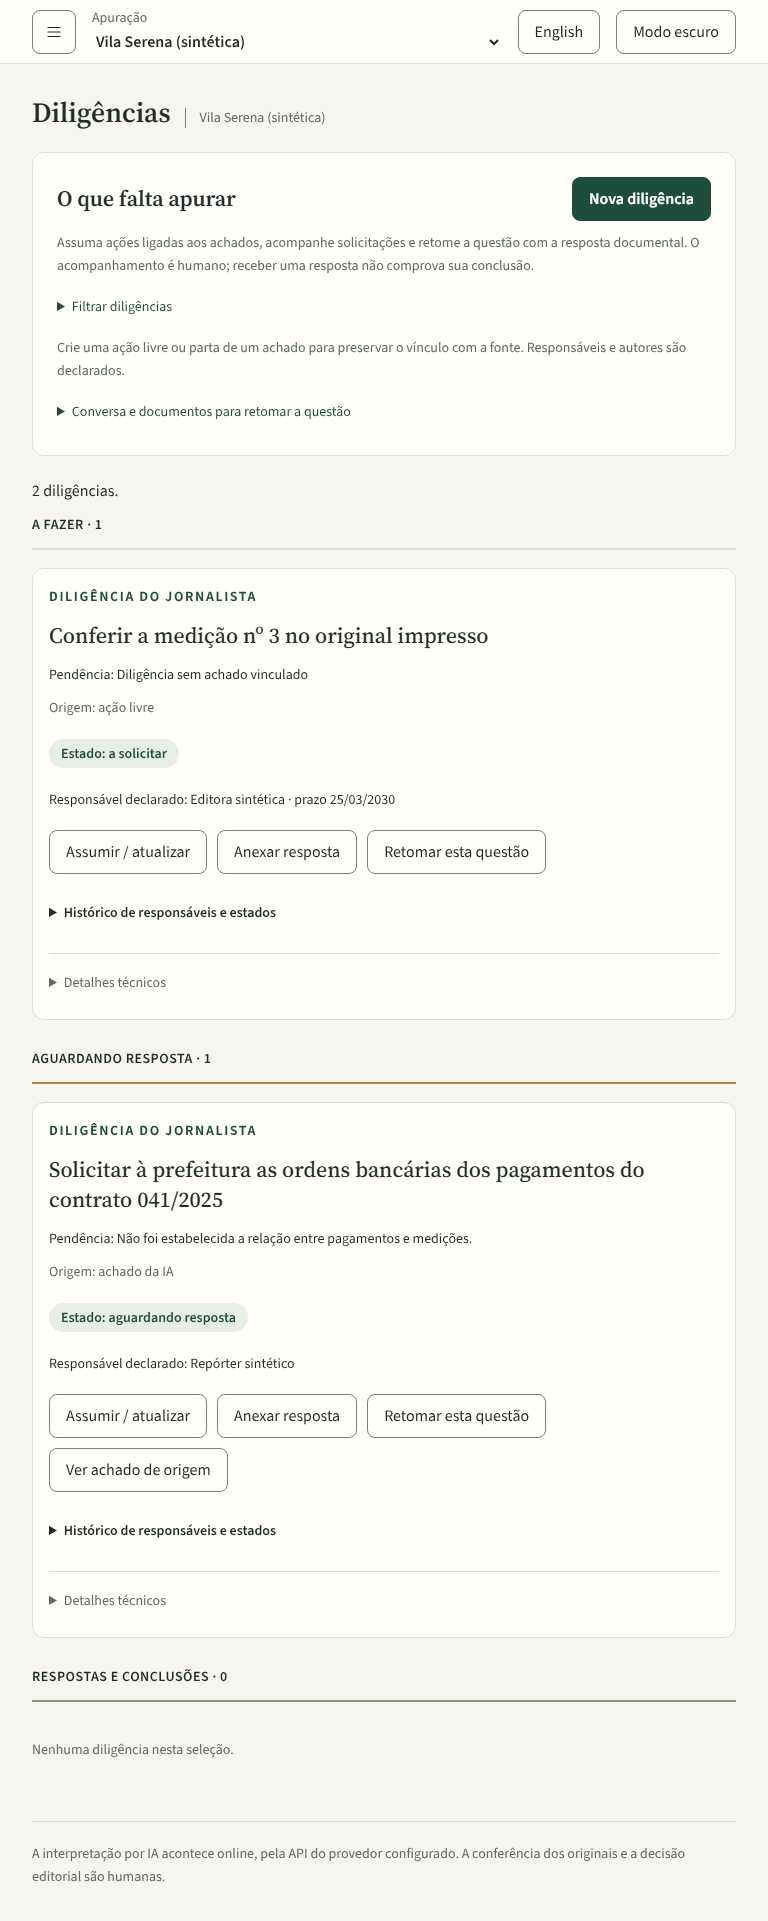 Apuração
Vila Serena (sintética)
English
Modo escuro
Diligências
Vila Serena (sintética)
O que falta apurar
Nova diligência
Assuma ações ligadas aos achados, acompanhe solicitações e retome a questão com a resposta documental. O
acompanhamento é humano; receber uma resposta não comprova sua conclusão.
Filtrar diligências
Crie uma ação livre ou parta de um achado para preservar o vínculo com a fonte. Responsáveis e autores são
declarados.
Conversa e documentos para retomar a questão
2 diligências.
A FAZER · 1
DILIGÊNCIA DO JORNALISTA
Conferir a medição nº 3 no original impresso
Pendência: Diligência sem achado vinculado
Origem: ação livre
Estado: a solicitar
Responsável declarado: Editora sintética · prazo 25/03/2030
Assumir / atualizar
Anexar resposta
Retomar esta questão
Histórico de responsáveis e estados
Detalhes técnicos
AGUARDANDO RESPOSTA · 1
DILIGÊNCIA DO JORNALISTA
Solicitar à prefeitura as ordens bancárias dos pagamentos do
contrato 041/2025
Pendência: Não foi estabelecida a relação entre pagamentos e medições.
Origem: achado da IA
Estado: aguardando resposta
Responsável declarado: Repórter sintético
Assumir / atualizar
Anexar resposta
Retomar esta questão
Ver achado de origem
Histórico de responsáveis e estados
Detalhes técnicos
RESPOSTAS E CONCLUSÕES · 0
Nenhuma diligência nesta seleção.
A interpretação por IA acontece online, pela API do provedor configurado. A conferência dos originais e a decisão
editorial são humanas.